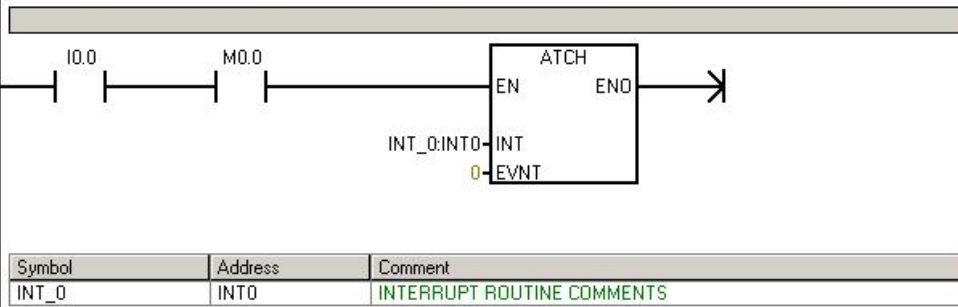 I0.0 M0.0 ATCH
EN ENO
INT_0:INT0 INT
0 EVNT
Symbol Address Comment
INT_0 INT0 INTERRUPT ROUTINE COMMENTS